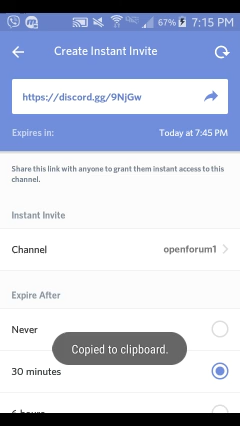 67% 7:15 PM
Create Instant Invite
https://discord.gg/9NjGw
Expires in: Today at 7:45 PM
Share this link with anyone to grant them instant access to this
channel.
Instant Invite
Channel openforum1
Expire After
Never
Copied to clipboard.
30 minutes
6 hours